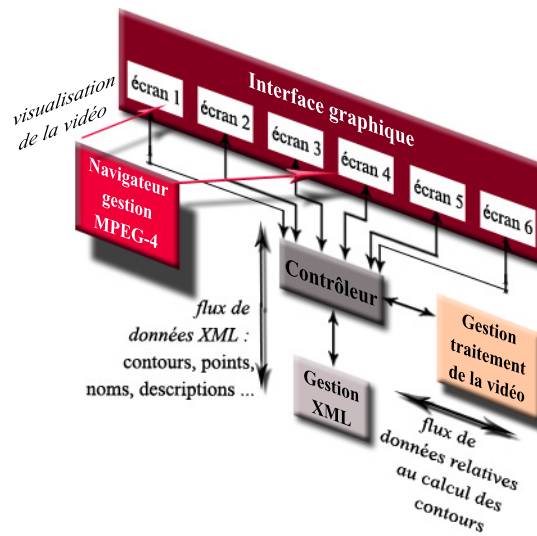 Interface graphique
écran 1
écran 2
écran 3
écran 4
écran 5
écran 6
visualisation
de la vidéo
Navigateur
gestion
MPEG-4
Contrôleur
flux de
données XML :
contours, points,
noms, descriptions ...
Gestion
XML
Gestion
traitement
de la vidéo
flux de
données relatives
au calcul des
contours